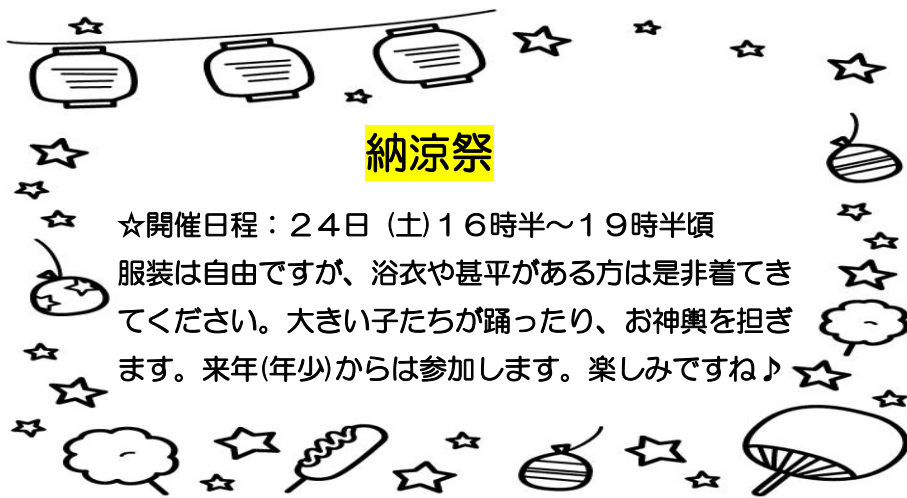 納涼祭
☆開催日程：２４日（土)１６時半～１９時半頃
服装は自由ですが、浴衣や甚平がある方は是非着てき
てください。大きい子たちが踊ったり、お神輿を担ぎ
ます。来年(年少)からは参加します。楽しみですね♪